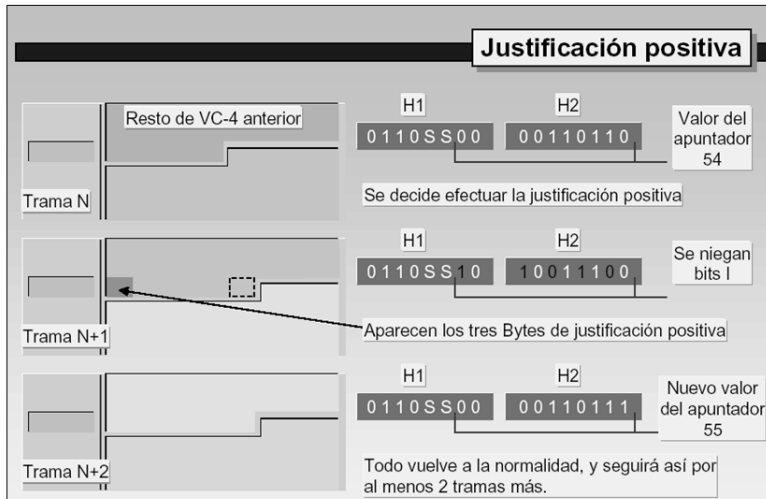 Justificación positiva
Resto de VC-4 anterior
Trama N
H1
H2
0110SS00
00110110
Valor del
apuntador
54
Se decide efectuar la justificación positiva
Trama N+1
H1
H2
0110SS10
10011100
Se niegan
bits I
Aparecen los tres Bytes de justificación positiva
Trama N+2
H1
H2
0110SS00
00110111
Nuevo valor
del apuntador
55
Todo vuelve a la normalidad, y seguirá así por
al menos 2 tramas más.